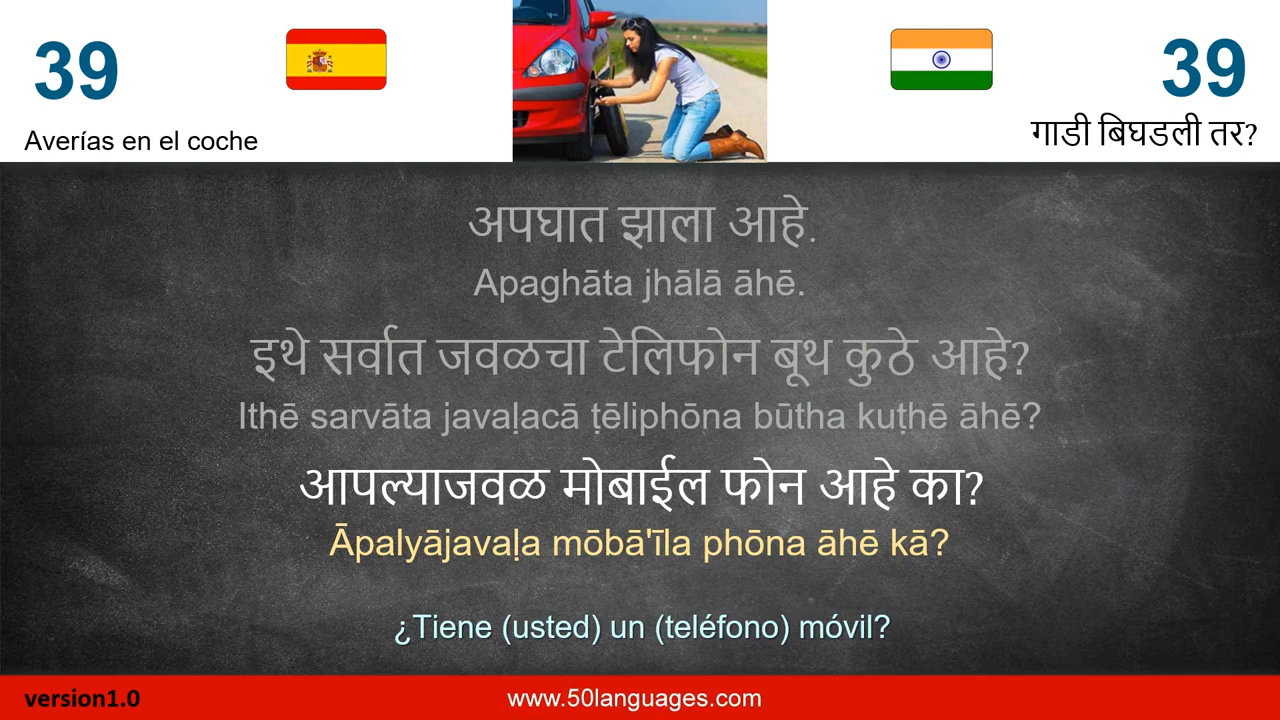 39
39
Averías en el coche
गाडी बिघडली तर?
अपघात झाला आहे.
Apaghāta jhālā āhē.
इथे सर्वात जवळचा टेलिफोन बूथ कुठे आहे?
Ithē sarvāta javaḷacā ṭēliphōna būtha kuṭhē āhē?
आपल्याजवळ मोबाईल फोन आहे का?
Āpalyājavaḷa mōbā'īla phōna āhē kā?
¿Tiene (usted) un (teléfono) móvil?
version1.0
www.50languages.com